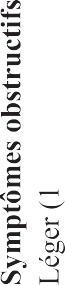 Symptômes obstructifs
Léger (1